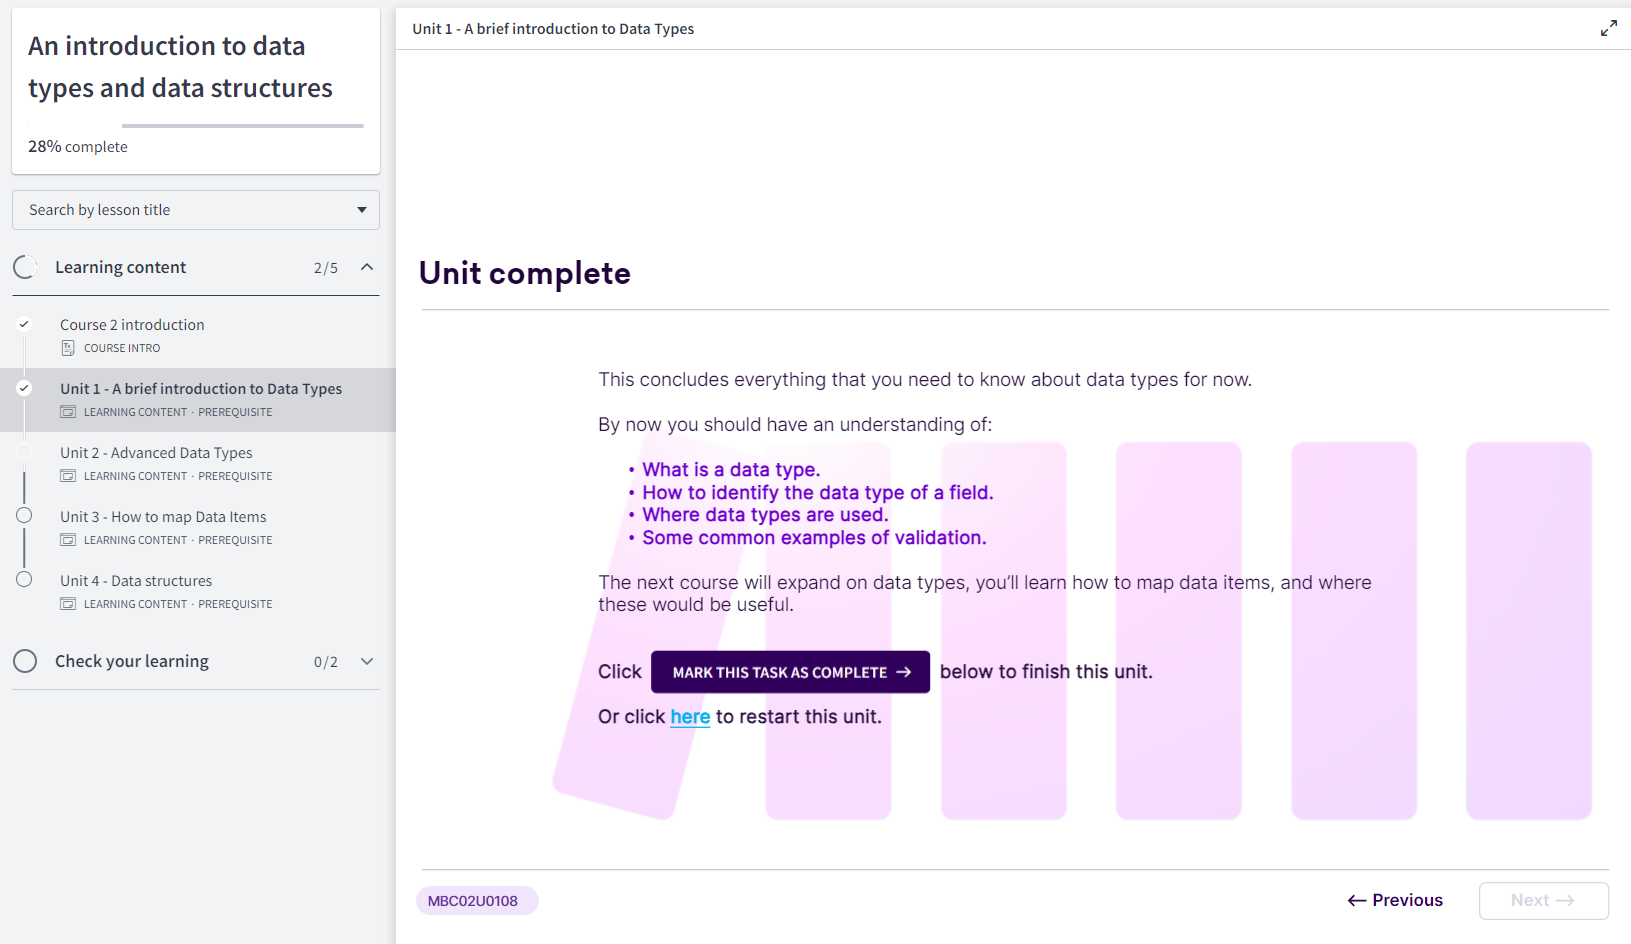 An introduction to data
types and data structures
28% complete
Search by lesson title
Learning content 2/5
Course 2 introduction
COURSE INTRO
Unit 1 - A brief introduction to Data Types
LEARNING CONTENT · PREREQUISITE
Unit 2 - Advanced Data Types
LEARNING CONTENT · PREREQUISITE
Unit 3 - How to map Data Items
LEARNING CONTENT · PREREQUISITE
Unit 4 - Data structures
LEARNING CONTENT · PREREQUISITE
Check your learning 0/2
Unit 1 - A brief introduction to Data Types
Unit complete
This concludes everything that you need to know about data types for now.
By now you should have an understanding of:
• What is a data type.
• How to identify the data type of a field.
• Where data types are used.
• Some common examples of validation.
The next course will expand on data types, you’ll learn how to map data items, and where
these would be useful.
Click MARK THIS TASK AS COMPLETE → below to finish this unit.
Or click here to restart this unit.
MBC02U0108
← Previous
Next →